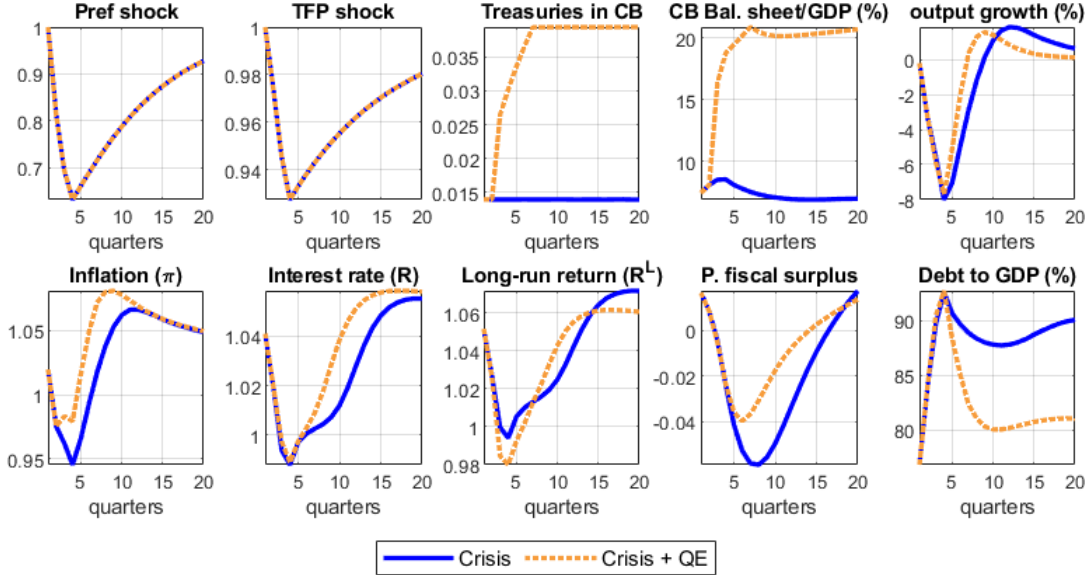 Pref shock
1
0.9
0.8
0.7
5 10 15 20
quarters
TFP shock
1
0.98
0.96
0.94
5 10 15 20
quarters
Treasuries in CB
0.035
0.03
0.025
0.02
0.015
0.01
5 10 15 20
quarters
CB Bal. sheet/GDP (%)
20
15
10
5 10 15 20
quarters
output growth (%)
0
-2
-4
-6
-8
5 10 15 20
quarters
Inflation (π)
1.05
1
0.95
5 10 15 20
quarters
Interest rate (R)
1.04
1.02
1
5 10 15 20
quarters
Long-run return (R^L)
1.06
1.04
1.02
1
0.98
5 10 15 20
quarters
P. fiscal surplus
0
-0.02
-0.04
5 10 15 20
quarters
Debt to GDP (%)
90
85
80
5 10 15 20
quarters
Crisis Crisis + QE